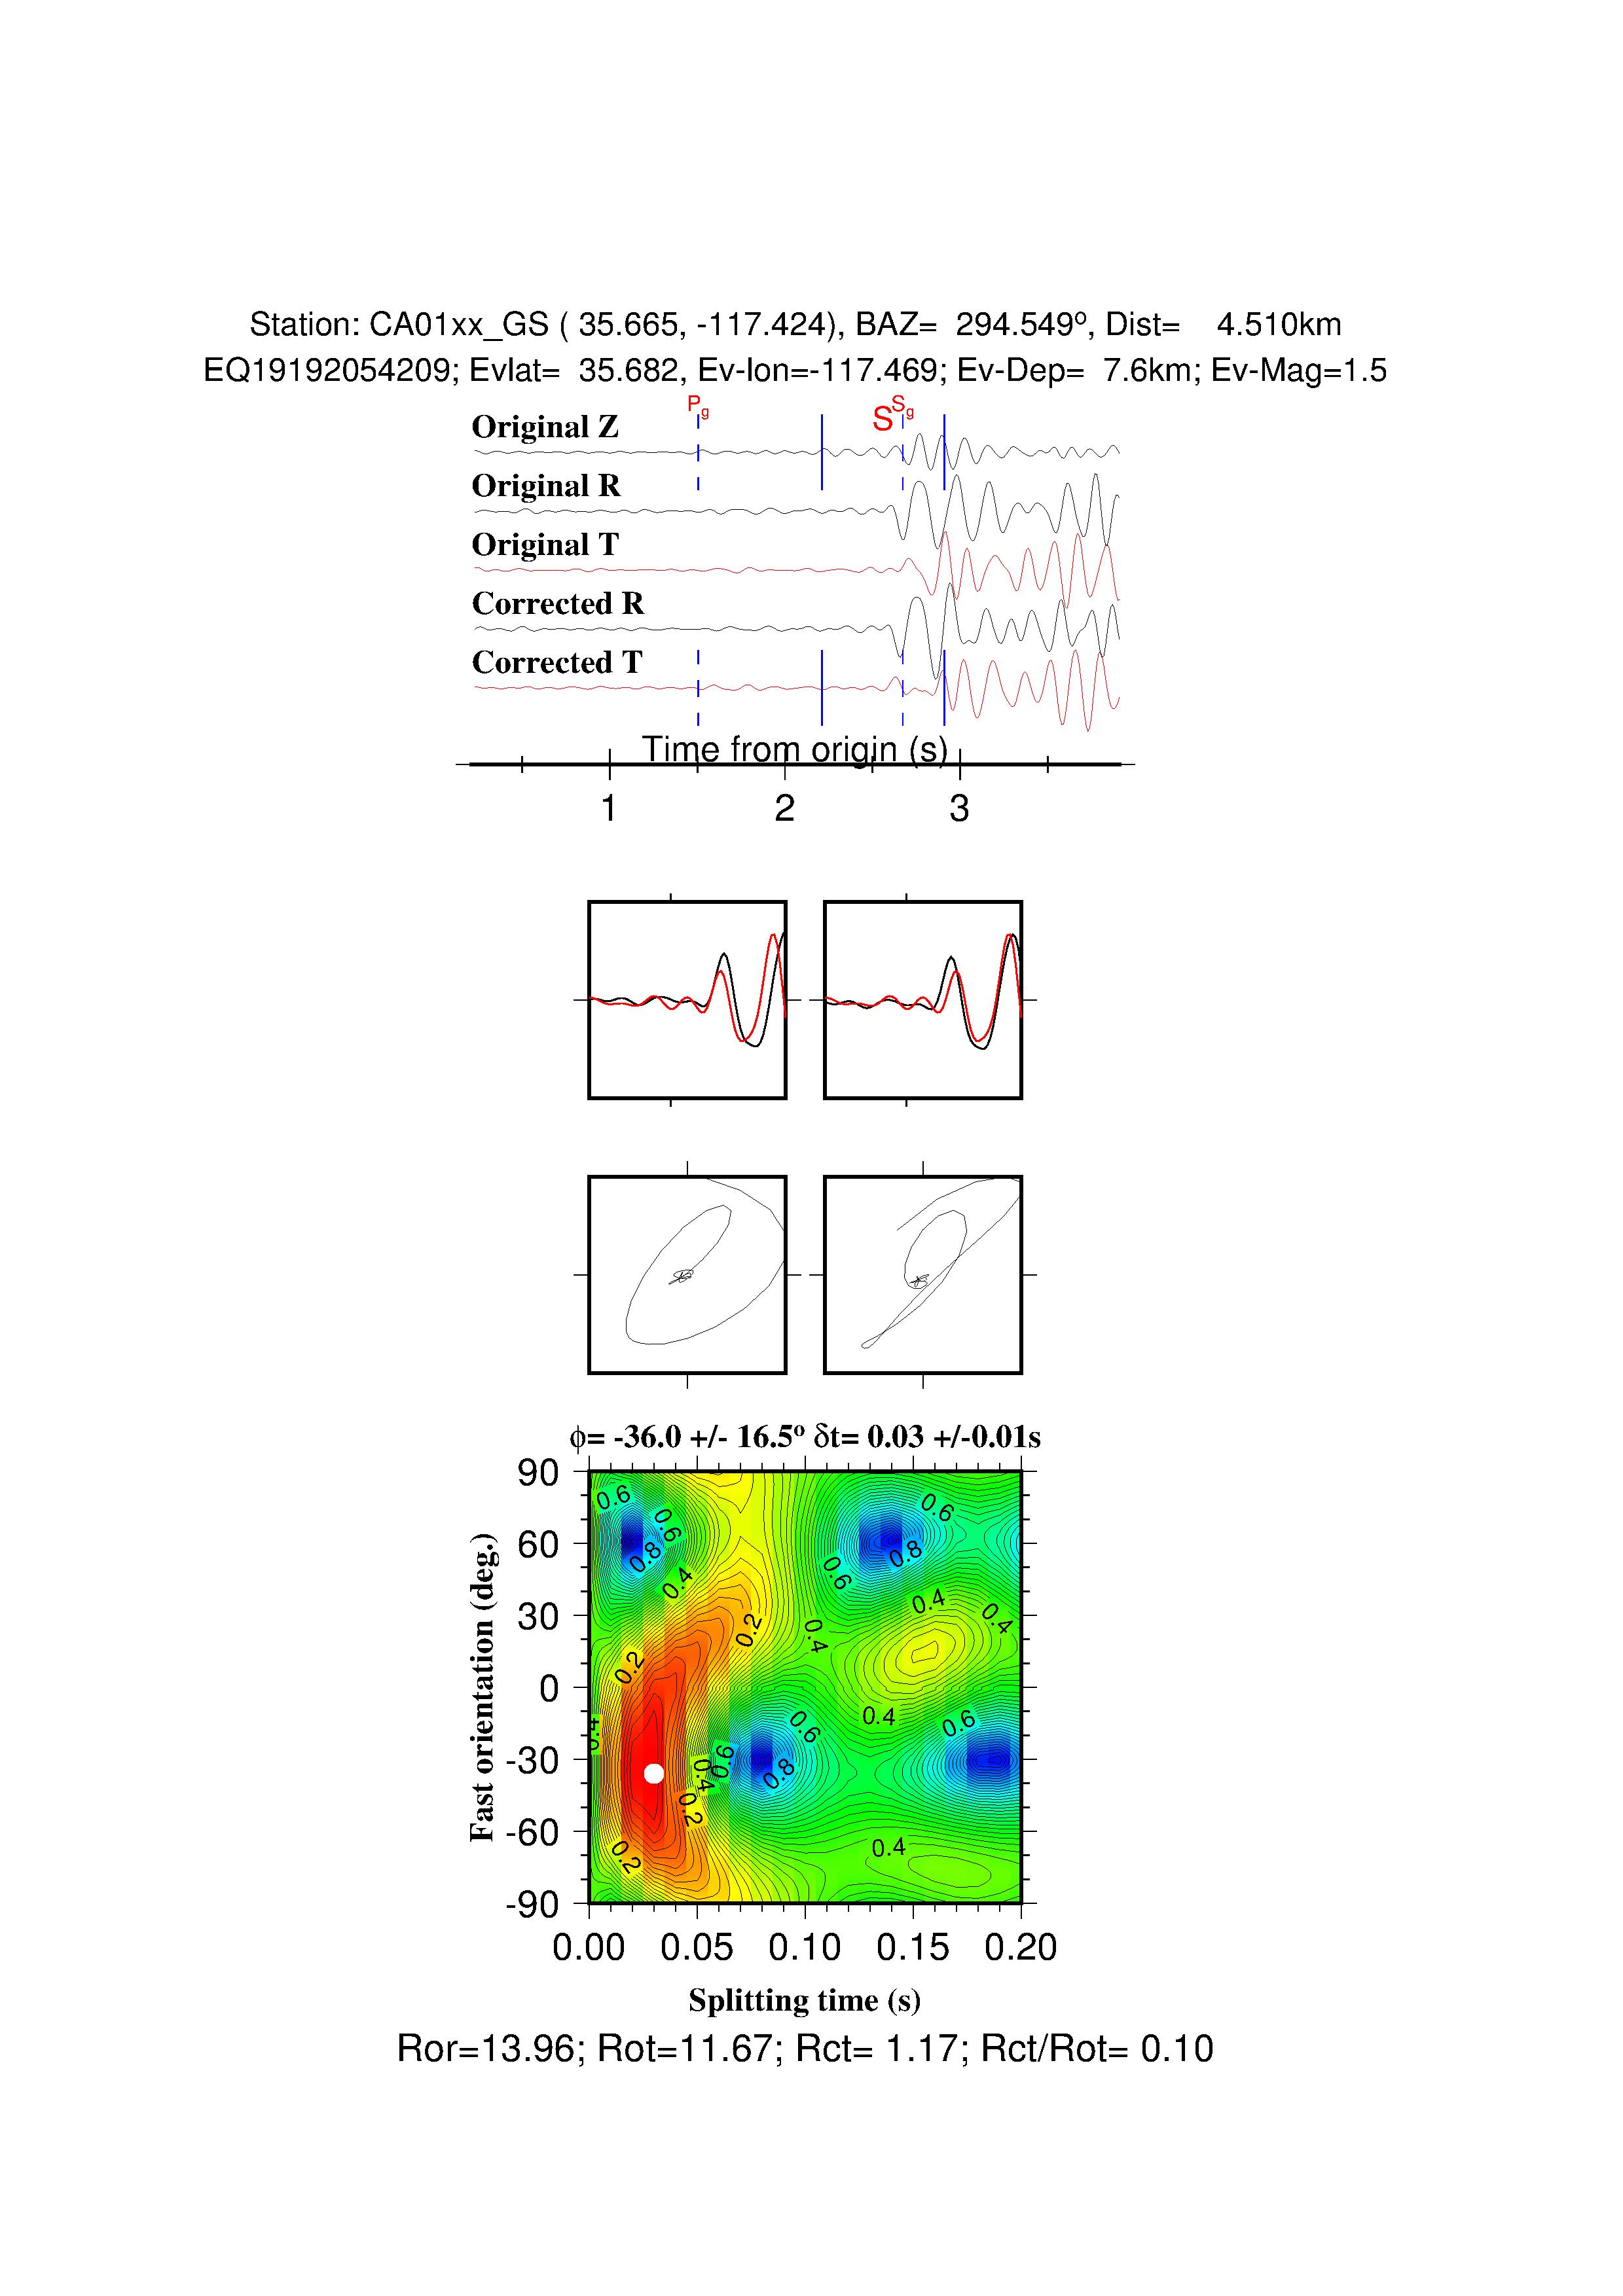 Station: CA01xx_GS ( 35.665, -117.424), BAZ= 294.549º, Dist= 4.510km
EQ19192054209; Evlat= 35.682, Ev-lon=-117.469; Ev-Dep= 7.6km; Ev-Mag=1.5
Pg
S Sg
Original Z
Original R
Original T
Corrected R
Corrected T
Time from origin (s)
1 2 3
ϕ= -36.0 +/- 16.5º δt= 0.03 +/-0.01s
90
60
30
0
-30
-60
-90
Fast orientation (deg.)
0.6 0.6 0.6
0.8 0.8
0.6
0.4 0.4
0.2 0.4 0.4
0.2
0.4 0.6 0.4 0.6
0.4 0.6
0.8
0.2
0.2 0.4
0.00 0.05 0.10 0.15 0.20
Splitting time (s)
Ror=13.96; Rot=11.67; Rct= 1.17; Rct/Rot= 0.10